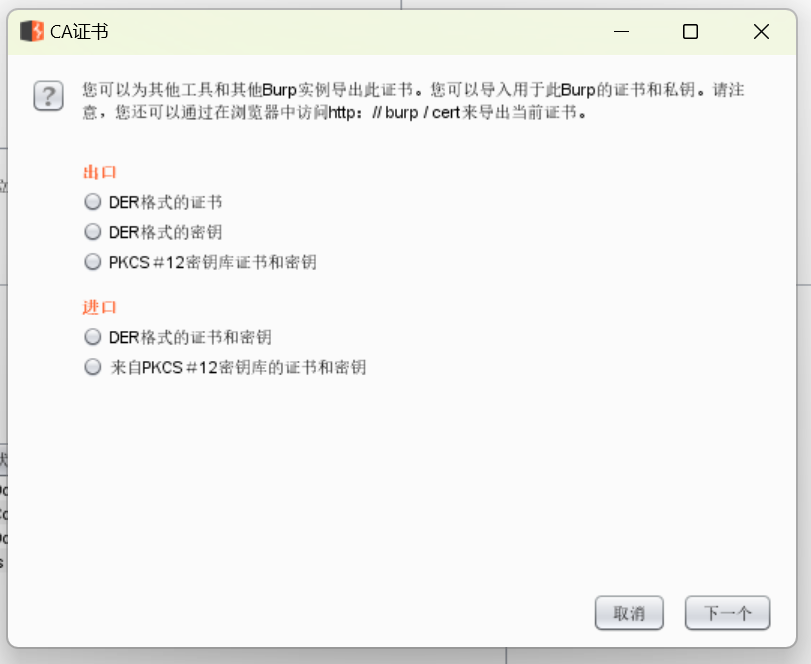 CA证书
您可以为其他工具和其他Burp实例导出此证书。您可以导入用于此Burp的证书和私钥。请注
意，您还可以通过在浏览器中访问http：// burp / cert来导出当前证书。
出口
DER格式的证书
DER格式的密钥
PKCS＃12密钥库证书和密钥
进口
DER格式的证书和密钥
来自PKCS＃12密钥库的证书和密钥
取消
下一个